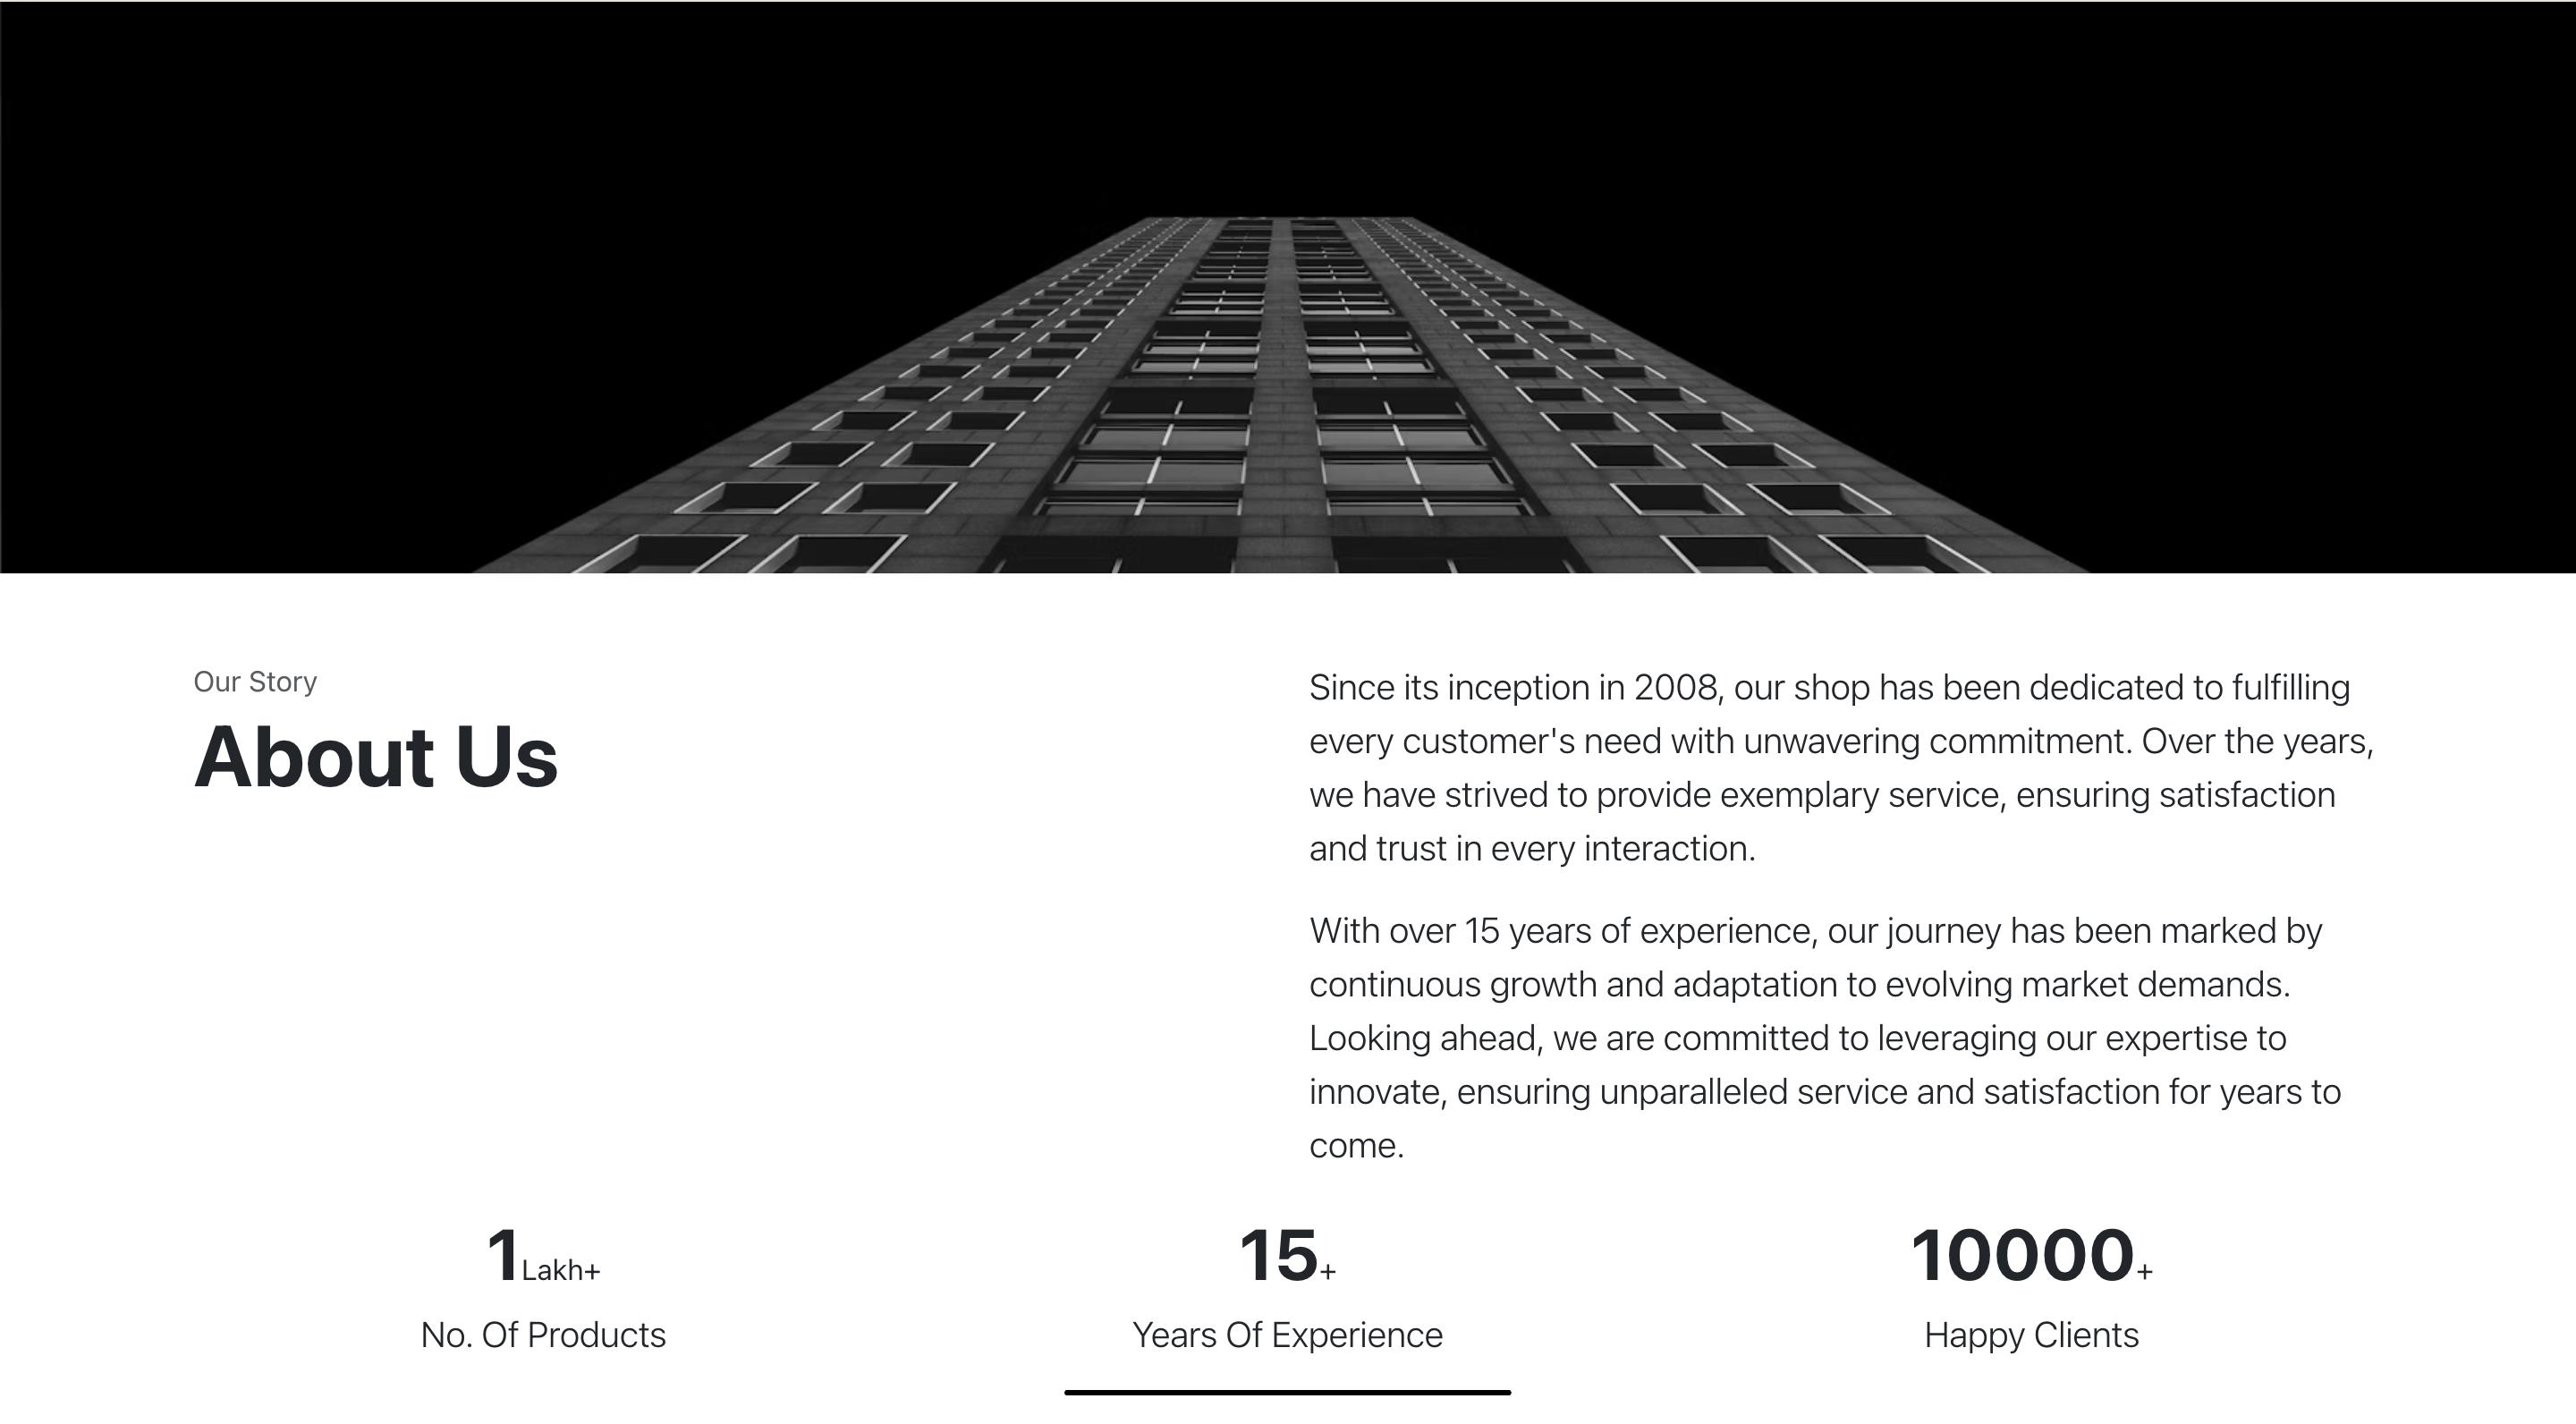 Our Story
About Us
Since its inception in 2008, our shop has been dedicated to fulfilling
every customer's need with unwavering commitment. Over the years,
we have strived to provide exemplary service, ensuring satisfaction
and trust in every interaction.
With over 15 years of experience, our journey has been marked by
continuous growth and adaptation to evolving market demands.
Looking ahead, we are committed to leveraging our expertise to
innovate, ensuring unparalleled service and satisfaction for years to
come.
1Lakh+
No. Of Products
15+
Years Of Experience
10000+
Happy Clients